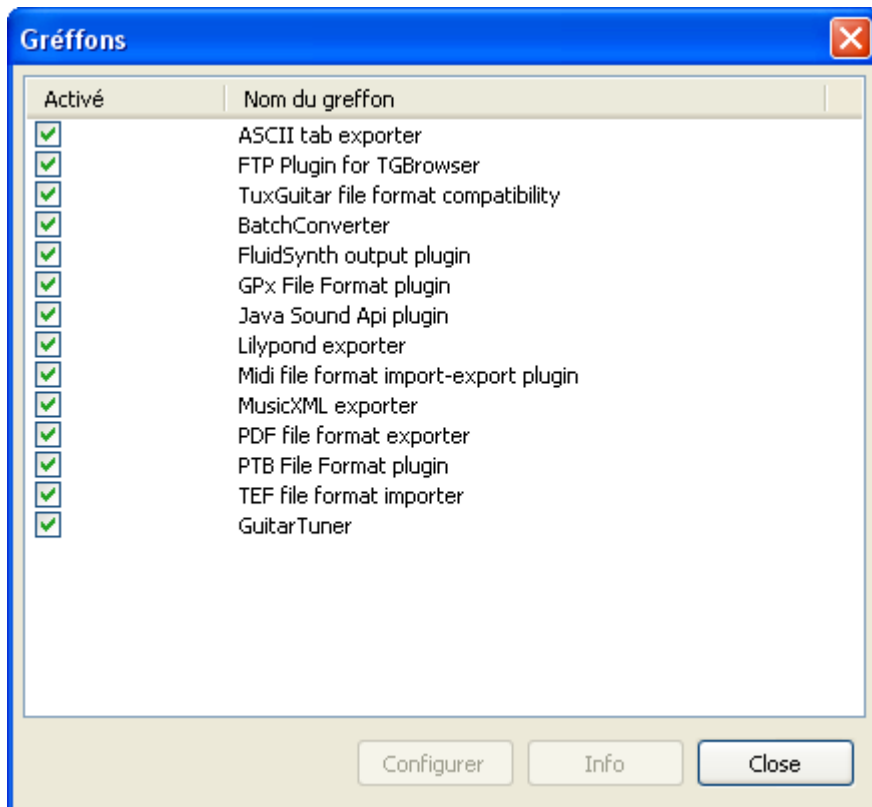 Gréffons
Activé Nom du greffon
ASCII tab exporter
FTP Plugin for TGBrowser
TuxGuitar file format compatibility
BatchConverter
FluidSynth output plugin
GPx File Format plugin
Java Sound Api plugin
Lilypond exporter
Midi file format import-export plugin
MusicXML exporter
PDF file format exporter
PTB File Format plugin
TEF file format importer
GuitarTuner
Configurer Info Close